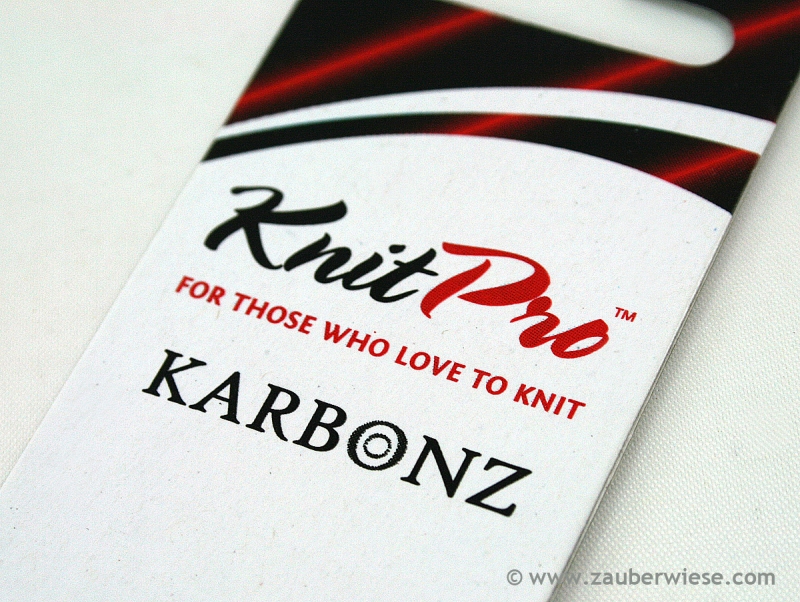 KnitPro™
FOR THOSE WHO LOVE TO KNIT
KARBONZ
© www.zauberwiese.com